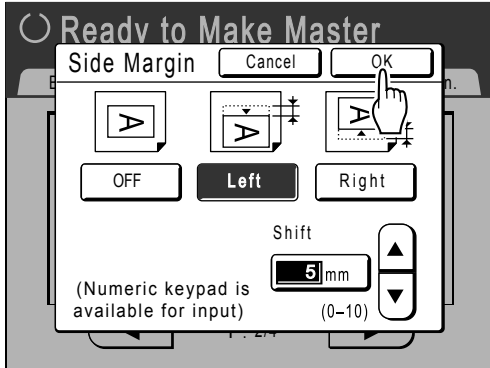 Ready to Make Master
Side Margin
Cancel
OK
A
A
A
OFF
Left
Right
Shift
5 mm
(Numeric keypad is
available for input)
(0–10)